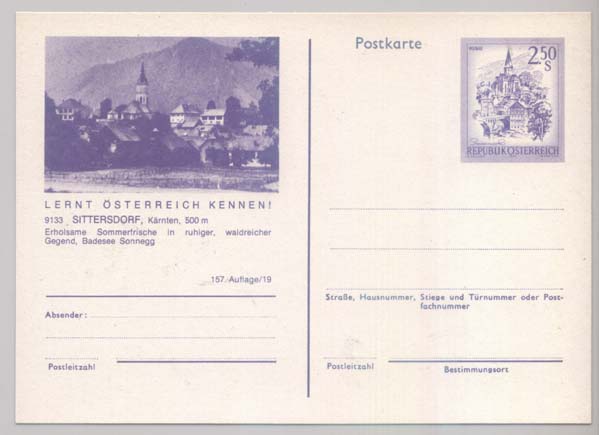 LERNT ÖSTERREICH KENNEN!
9133 SITTERSDORF, Kärnten, 500 m
Erholsame Sommerfrische in ruhiger, waldreicher
Gegend, Badesee Sonnegg
157. Auflage/19
Absender:
Postleitzahl
Postkarte
2.50
S
REPUBLIK ÖSTERREICH
Straße, Hausnummer, Stiege und Türnummer oder Post-
fachnummer
Postleitzahl
Bestimmungsort